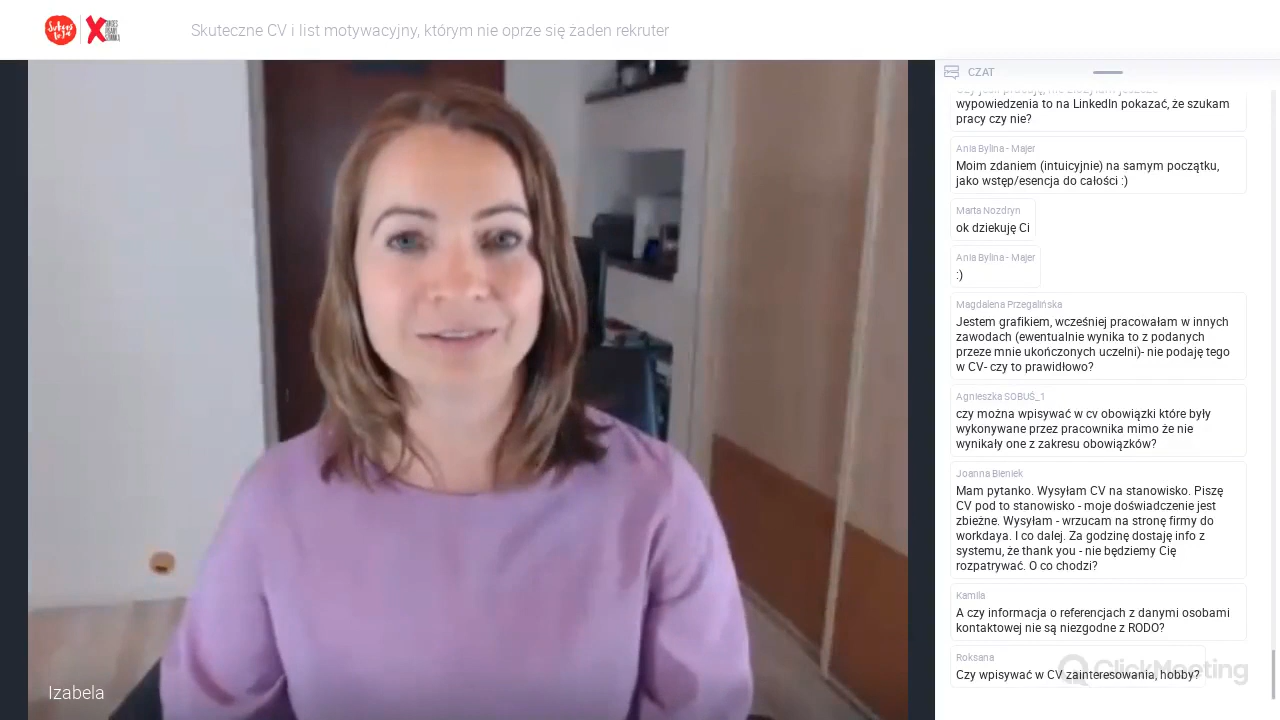 Sukces to Ja
Skuteczne CV i list motywacyjny, którym nie oprze się żaden rekruter
CZAT
wypowiedzenia to na LinkedIn pokazać, że szukam
pracy czy nie?
Ania Bylina - Majer
Moim zdaniem (intuicyjnie) na samym początku,
jako wstęp/esencja do całości :)
Marta Nozdryn
ok dziekuję Ci
Ania Bylina - Majer
:)
Magdalena Przegalińska
Jestem grafikiem, wcześniej pracowałam w innych
zawodach (ewentualnie wynika to z podanych
przeze mnie ukończonych uczelni)- nie podaję tego
w CV- czy to prawidłowo?
Agnieszka SOBUŚ_1
czy można wpisywać w cv obowiązki które były
wykonywane przez pracownika mimo że nie
wynikały one z zakresu obowiązków?
Joanna Bieniek
Mam pytanko. Wysyłam CV na stanowisko. Piszę
CV pod to stanowisko - moje doświadczenie jest
zbieżne. Wysyłam - wrzucam na stronę firmy do
workdaya. I co dalej. Za godzinę dostaję info z
systemu, że thank you - nie będziemy Cię
rozpatrywać. O co chodzi?
Kamila
A czy informacja o referencjach z danymi osobami
kontaktowej nie są niezgodne z RODO?
Roksana
Czy wpisywać w CV zainteresowania, hobby?
ClickMeeting
Izabela